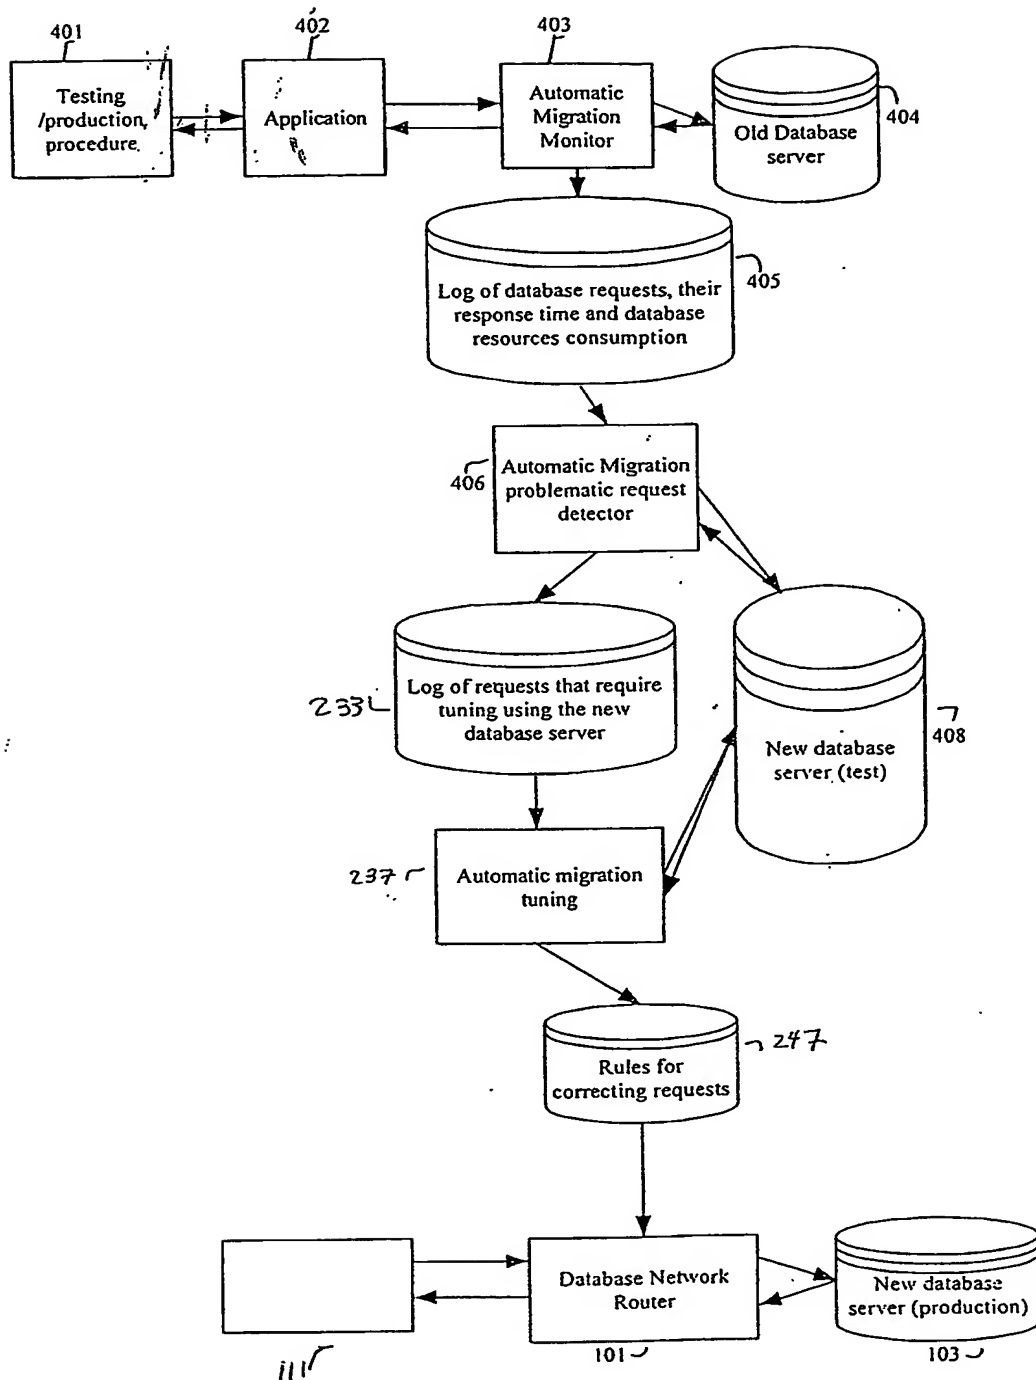 401
402
403
Testing
/production,
procedure.
Application
Automatic
Migration
Monitor
Old Database
server
404
Log of database requests, their
response time and database
resources consumption
405
406
Automatic Migration
problematic request
detector
233
Log of requests that require
tuning using the new
database server
New database
server (test)
408
237
Automatic migration
tuning
Rules for
correcting requests
247
Database Network
Router
New database
server (production)
111
101
103